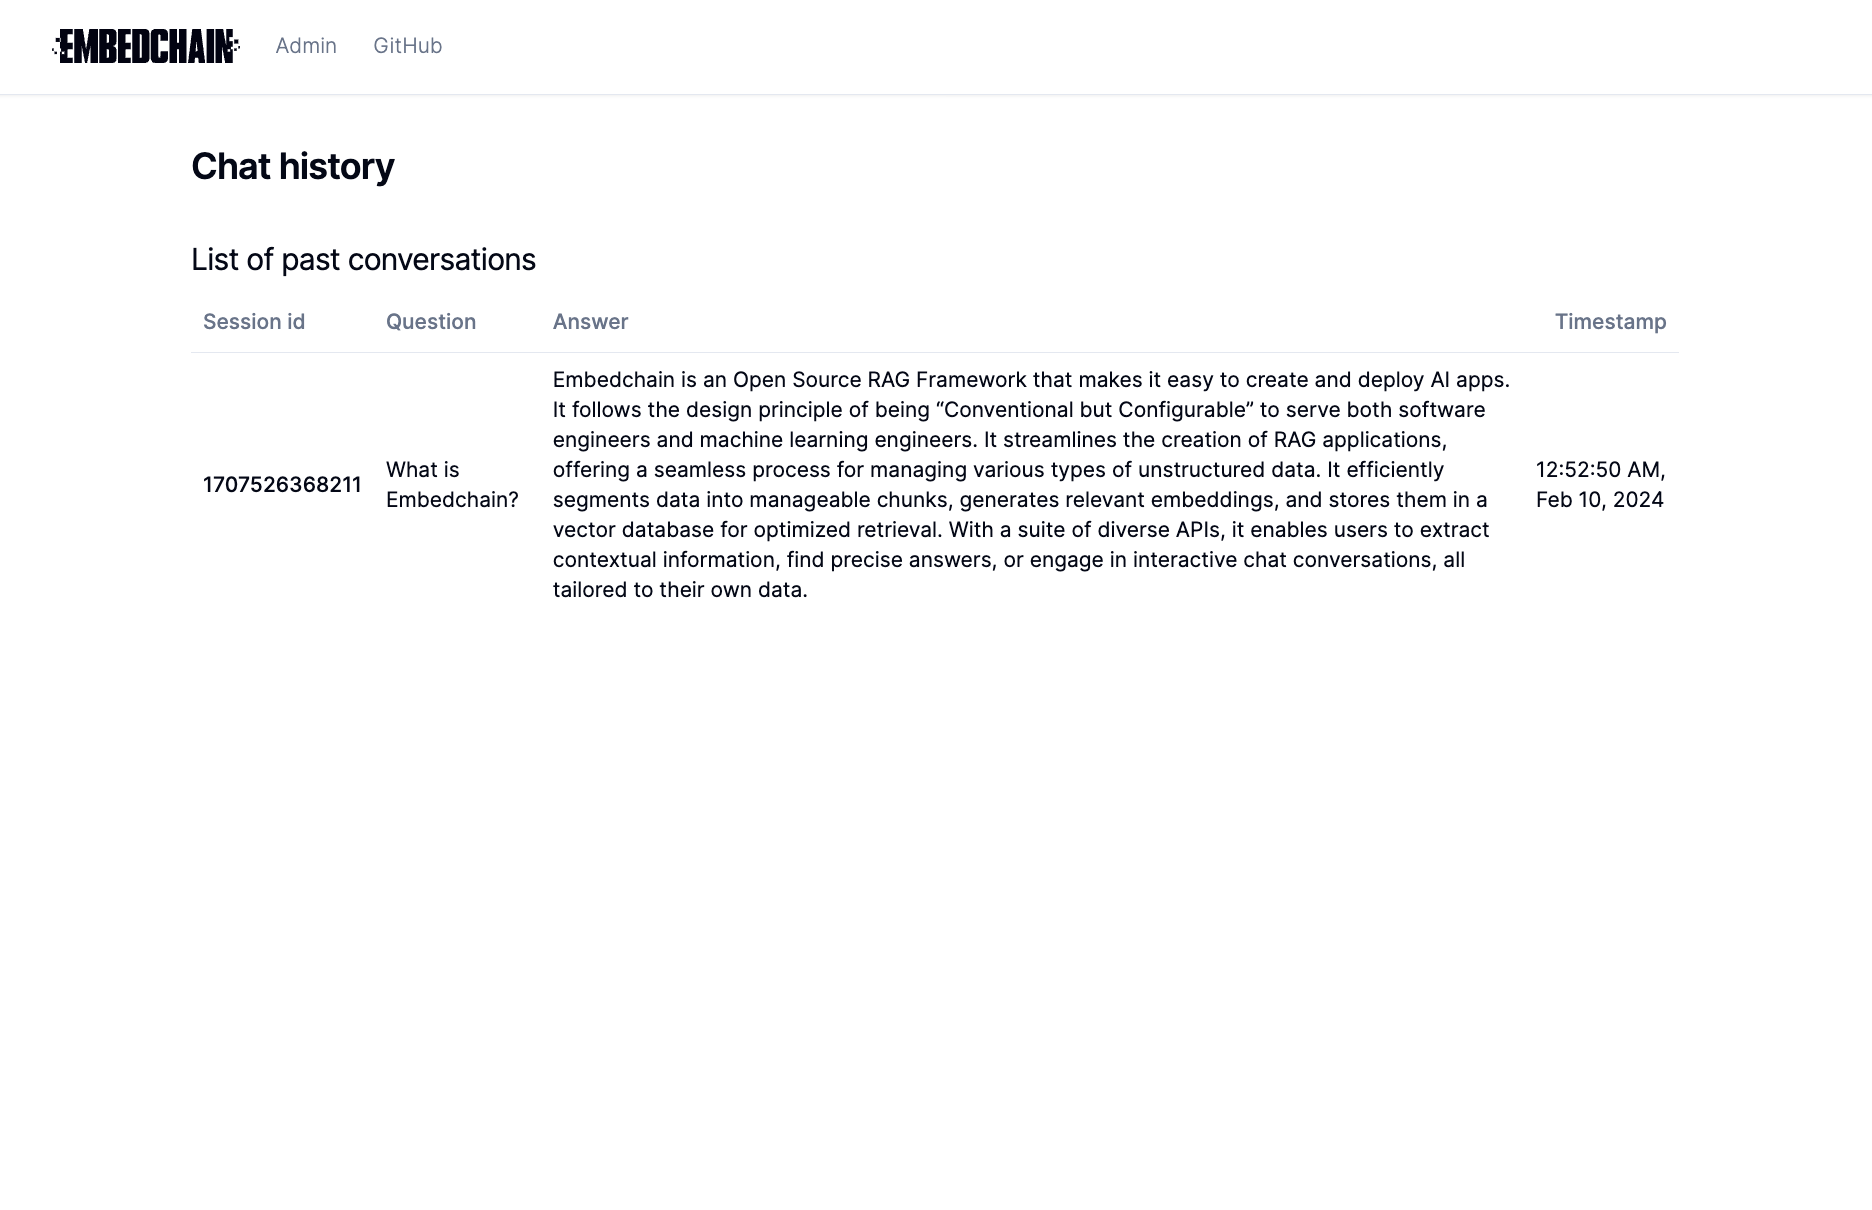 EMBEDCHAIN Admin GitHub
Chat history
List of past conversations
Session id Question Answer Timestamp
Embedchain is an Open Source RAG Framework that makes it easy to create and deploy AI apps.
It follows the design principle of being “Conventional but Configurable” to serve both software
engineers and machine learning engineers. It streamlines the creation of RAG applications,
offering a seamless process for managing various types of unstructured data. It efficiently
segments data into manageable chunks, generates relevant embeddings, and stores them in a
vector database for optimized retrieval. With a suite of diverse APIs, it enables users to extract
contextual information, find precise answers, or engage in interactive chat conversations, all
tailored to their own data.
1707526368211
What is
Embedchain?
12:52:50 AM,
Feb 10, 2024